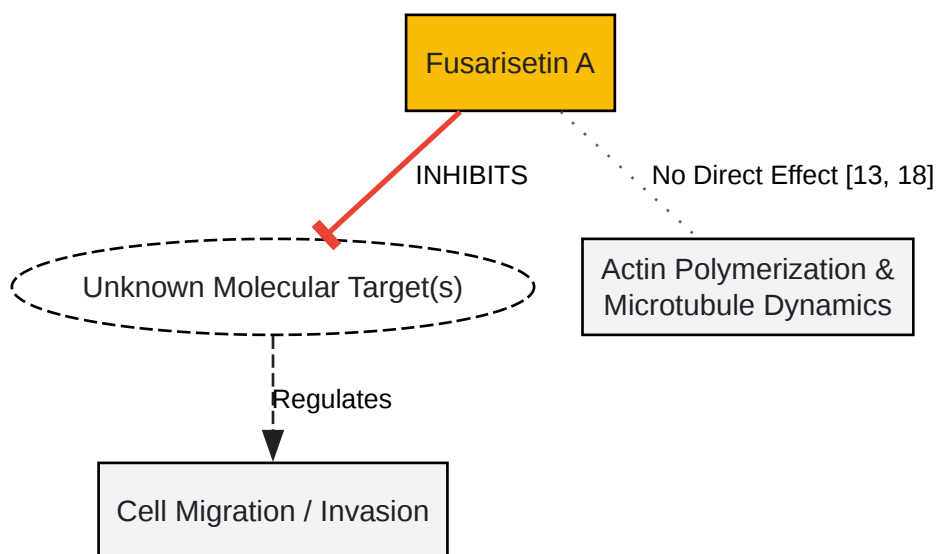 Fusarisetin A
INHIBITS
No Direct Effect [13, 18]
Unknown Molecular Target(s)
Actin Polymerization &
Microtubule Dynamics
Regulates
Cell Migration / Invasion